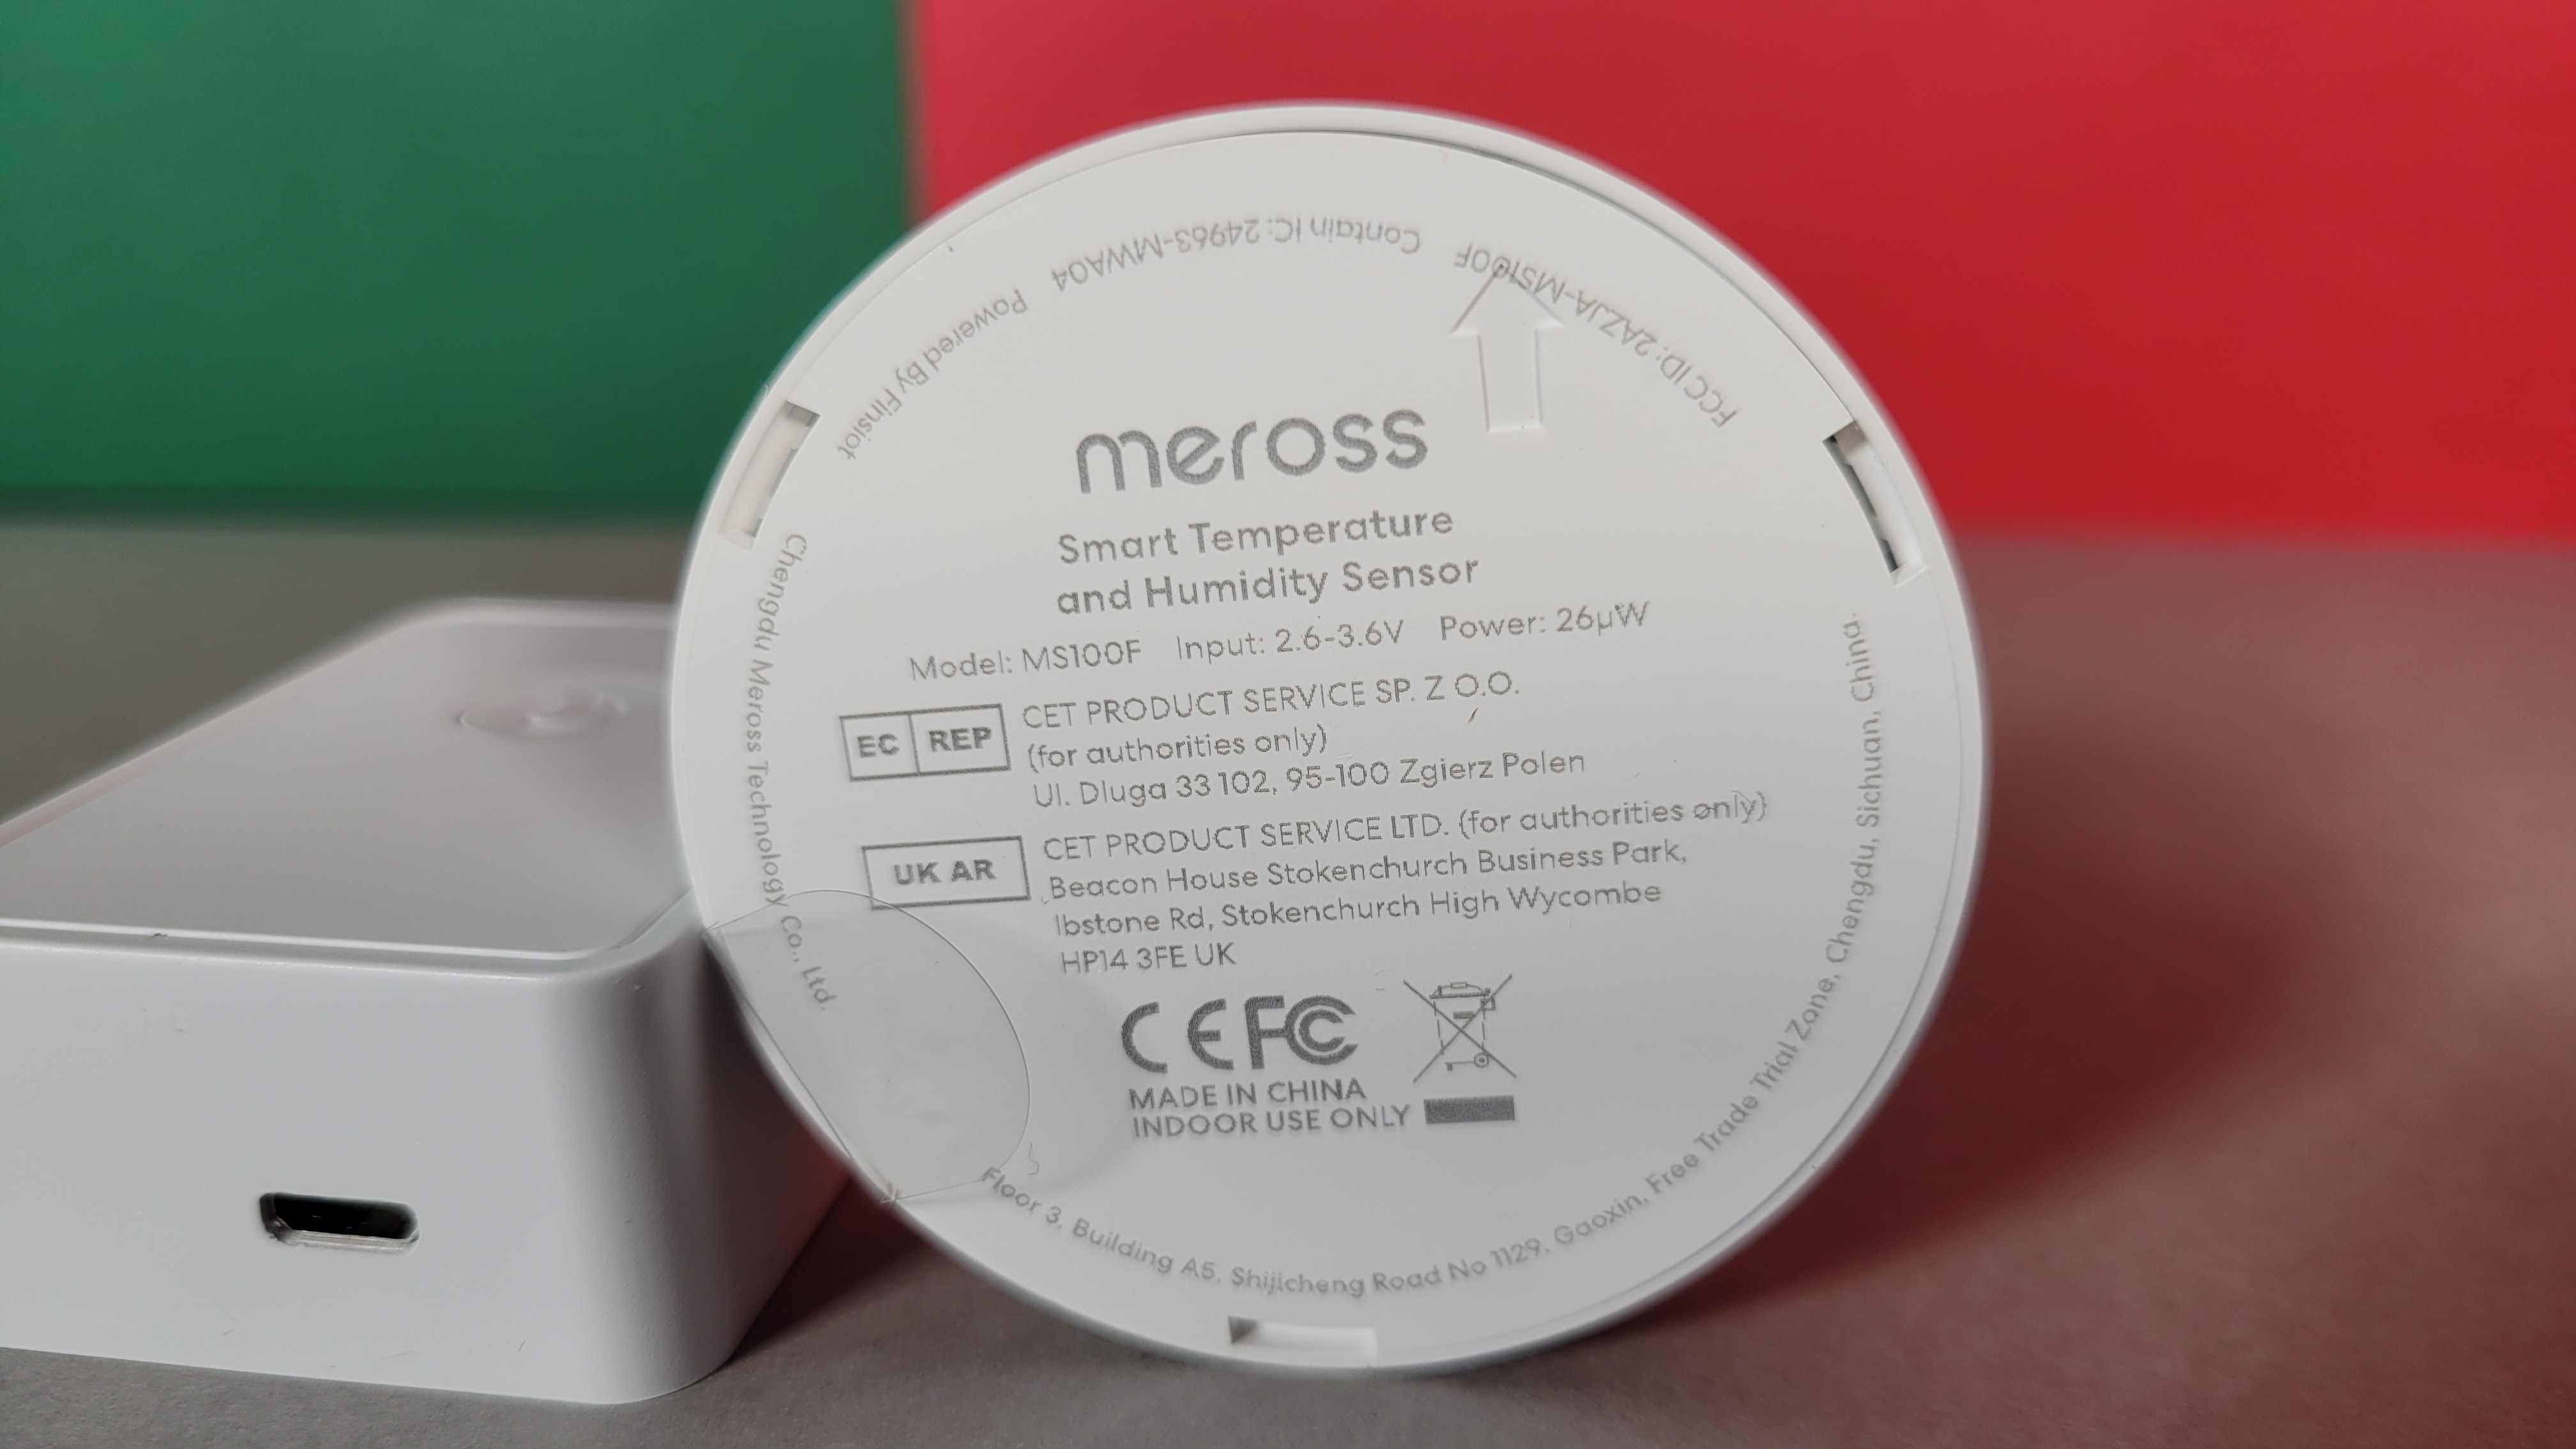 meross
Smart Temperature
and Humidity Sensor
Model: MS100F Input: 2.6-3.6V Power: 26µW
EC REP
CET PRODUCT SERVICE SP. Z O.O.
(for authorities only)
Ul. Dluga 33 102, 95-100 Zgierz Polen
UK AR
CET PRODUCT SERVICE LTD. (for authorities only)
Beacon House Stokenchurch Business Park,
Ibstone Rd, Stokenchurch High Wycombe
HP14 3FE UK
CE FC
MADE IN CHINA
INDOOR USE ONLY
Chengdu Meross Technology Co., Ltd.
Floor 3, Building A5, Shijicheng Road No 1129, Gaoxin, Free Trade Trial Zone, Chengdu, Sichuan, China.
FCC ID: 2AZJA-MS100F
Contain IC: 24963-MWA04
Powered By Finsiot